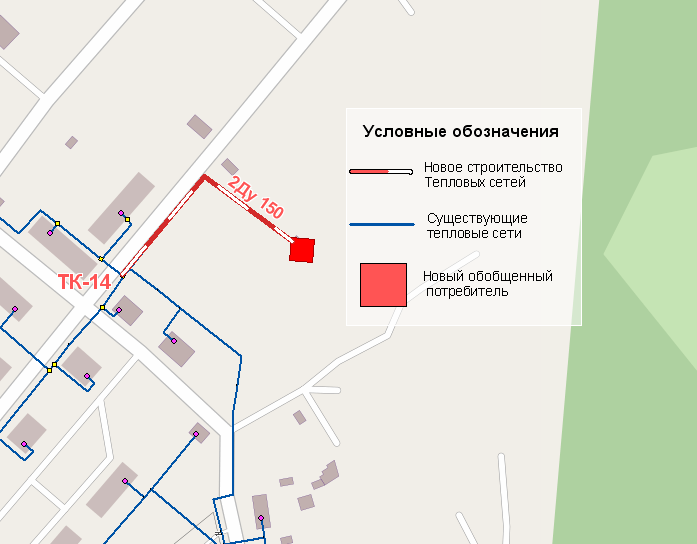 Условные обозначения
Новое строительство
Тепловых сетей
2Ду 150
Существующие
тепловые сети
ТК-14
Новый обобщенный
потребитель